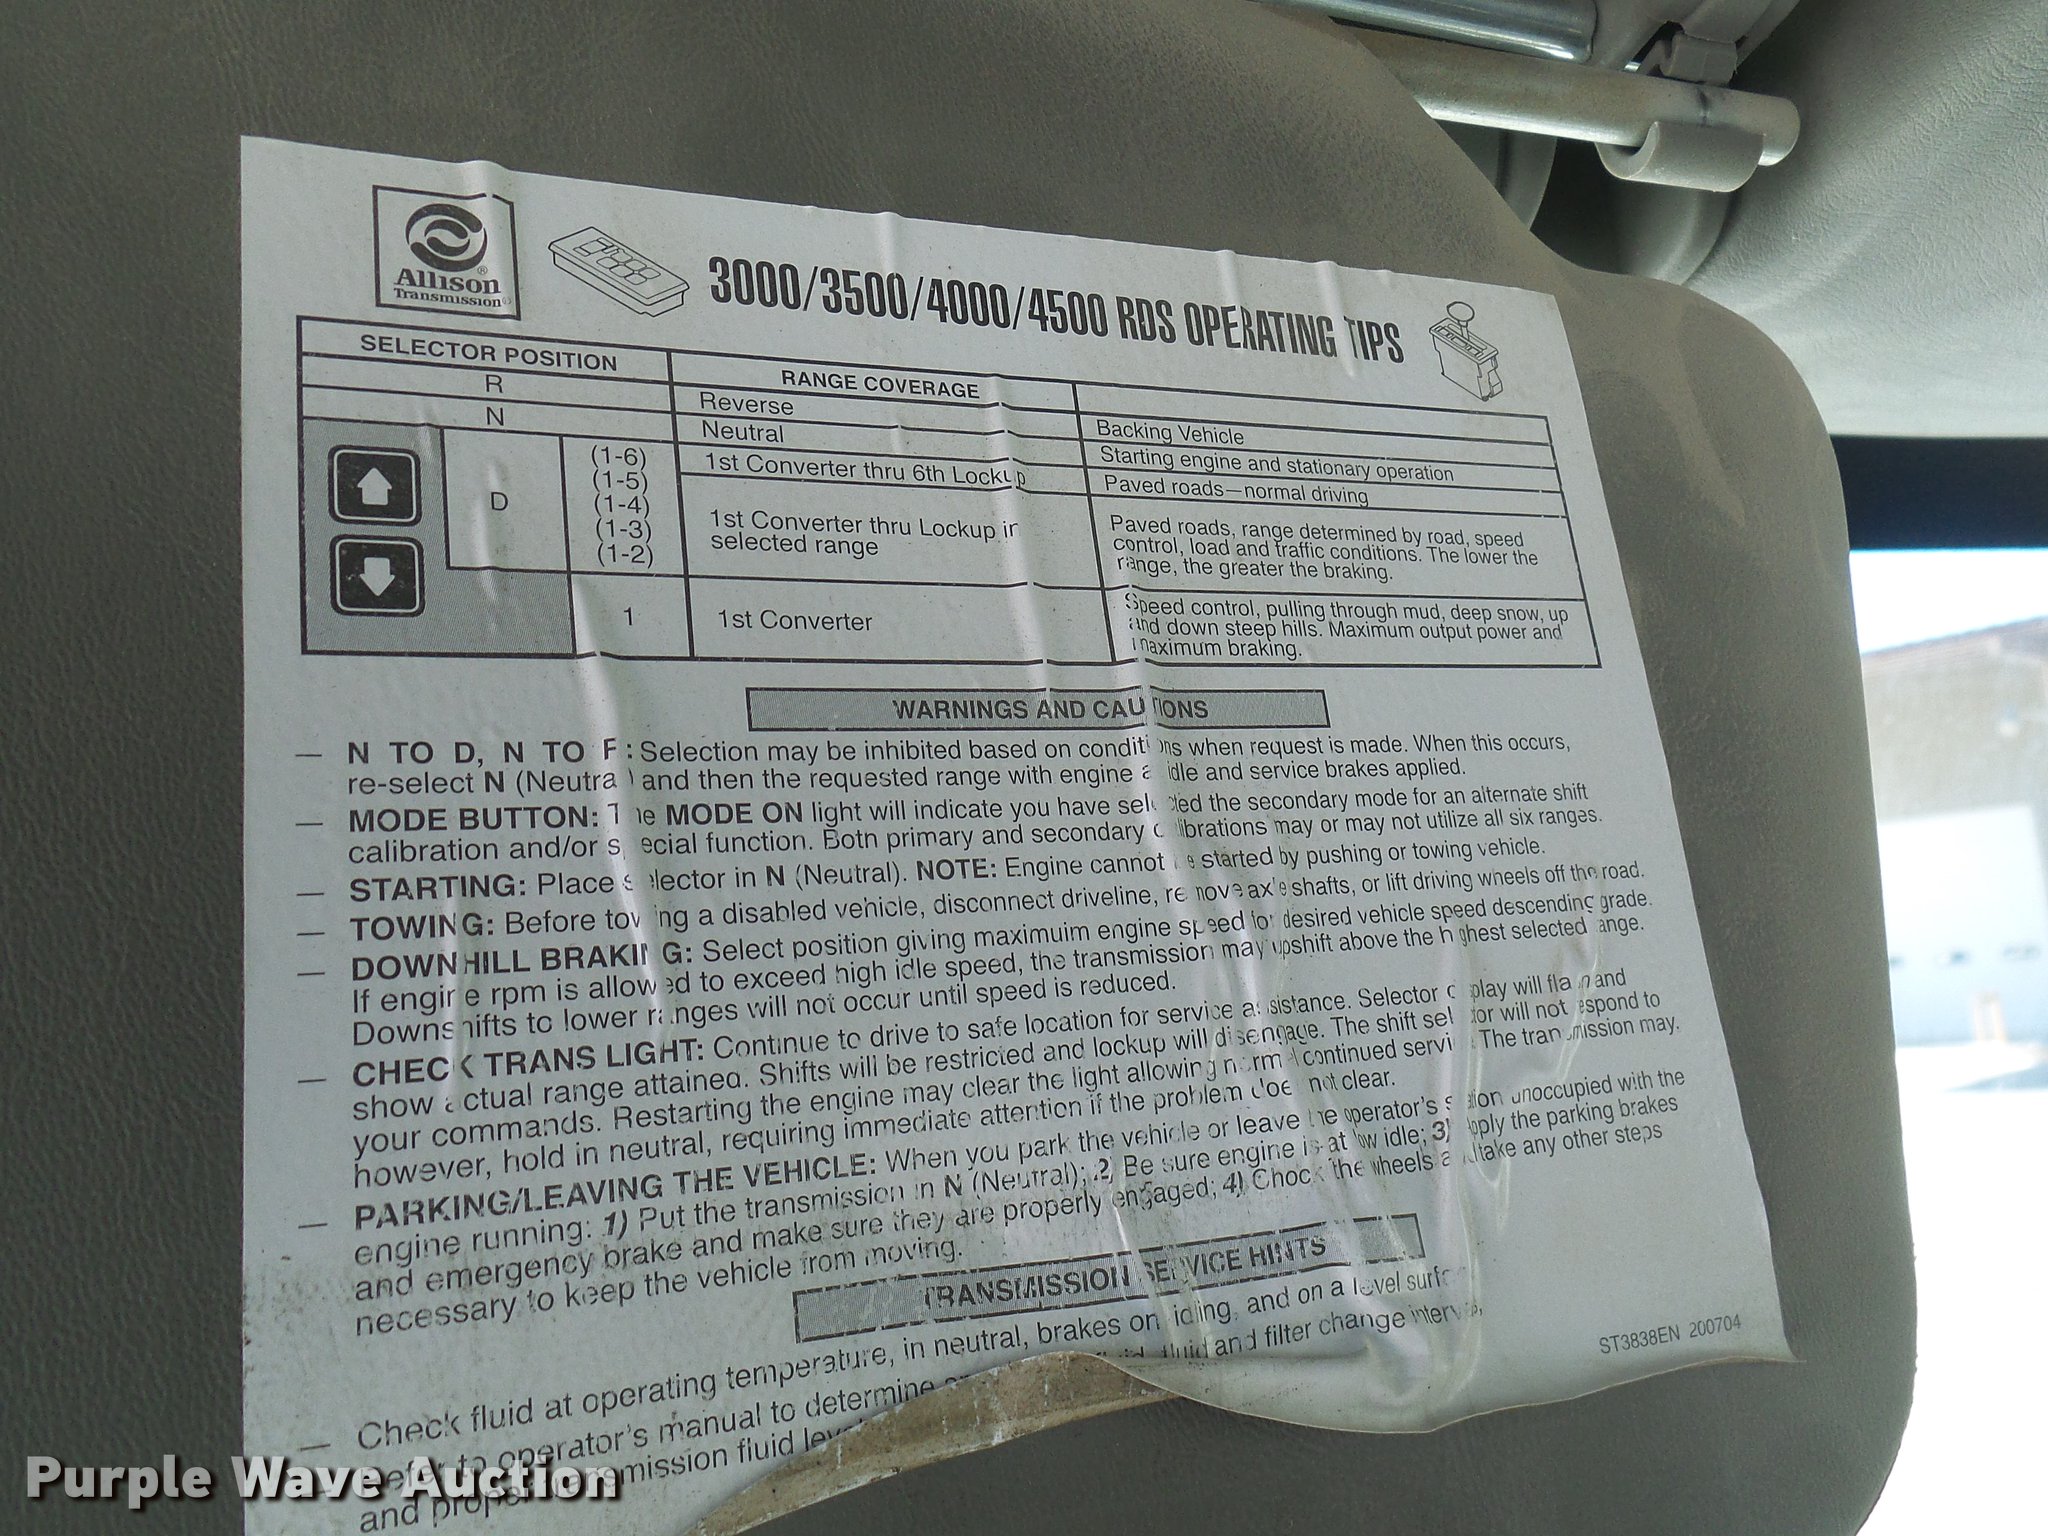 Allison
Transmission
3000/3500/4000/4500 RDS OPERATING TIPS
SELECTOR POSITION RANGE COVERAGE
R Reverse Backing Vehicle
N Neutral Starting engine and stationary operation
D (1-6) 1st Converter thru 6th Lockup Paved roads—normal driving
(1-5)
(1-4)
(1-3)
(1-2)
1st Converter thru Lockup in
selected range
Paved roads, range determined by road, speed
control, load and traffic conditions. The lower the
range, the greater the braking.
1 1st Converter
Speed control, pulling through mud, deep snow, up
and down steep hills. Maximum output power and
maximum braking.
WARNINGS AND CAUTIONS
— N TO D, N TO R: Selection may be inhibited based on conditions when request is made. When this occurs,
re-select N (Neutral) and then the requested range with engine at idle and service brakes applied.
— MODE BUTTON: The MODE ON light will indicate you have selected the secondary mode for an alternate shift
calibration and/or special function. Both primary and secondary calibrations may or may not utilize all six ranges.
— STARTING: Place selector in N (Neutral). NOTE: Engine cannot be started by pushing or towing vehicle.
— TOWING: Before towing a disabled vehicle, disconnect driveline, remove axle shafts, or lift driving wheels off the road.
— DOWNHILL BRAKING: Select position giving maximuim engine speed for desired vehicle speed descending grade.
If engine rpm is allowed to exceed high idle speed, the transmission may upshift above the highest selected range.
Downshifts to lower ranges will not occur until speed is reduced.
— CHECK TRANS LIGHT: Continue to drive to safe location for service assistance. Selector display will flash and
show actual range attained. Shifts will be restricted and lockup will disengage. The shift selector will not respond to
your commands. Restarting the engine may clear the light allowing normal continued service. The transmission may,
however, hold in neutral, requiring immediate attention if the problem does not clear.
— PARKING/LEAVING THE VEHICLE: When you park the vehicle or leave the operator's station unoccupied with the
engine running: 1) Put the transmission in N (Neutral); 2) Be sure engine is at low idle; 3) Apply the parking brakes
and emergency brake and make sure they are properly engaged; 4) Chock the wheels and take any other steps
necessary to keep the vehicle from moving.
TRANSMISSION SERVICE HINTS
— Check fluid at operating temperature, in neutral, brakes on, idling, and on a level
Refer to operator's manual to determine fluid and filter change
and proper transmission fluid
ST3838EN 200704
Purple Wave Auction